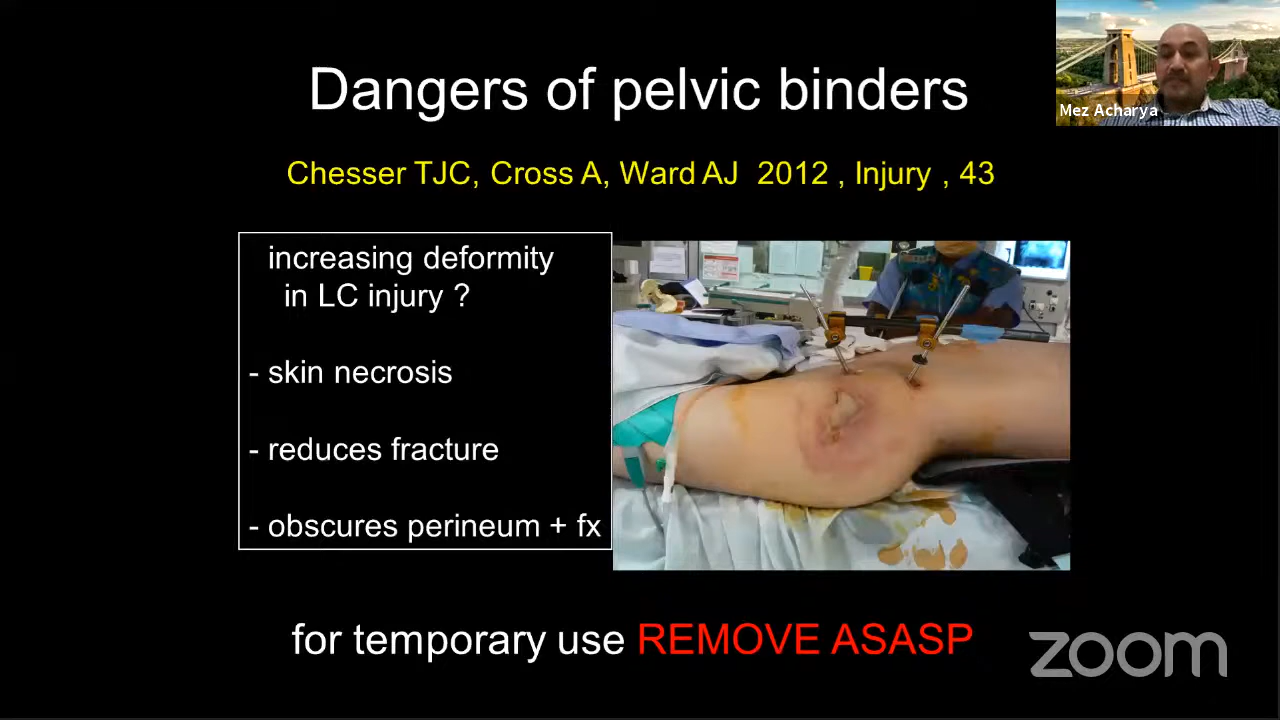 Dangers of pelvic binders
Mez Acharya
Chesser TJC, Cross A, Ward AJ 2012 , Injury , 43
increasing deformity
in LC injury ?
- skin necrosis
- reduces fracture
- obscures perineum + fx
for temporary use REMOVE ASASP
zoom